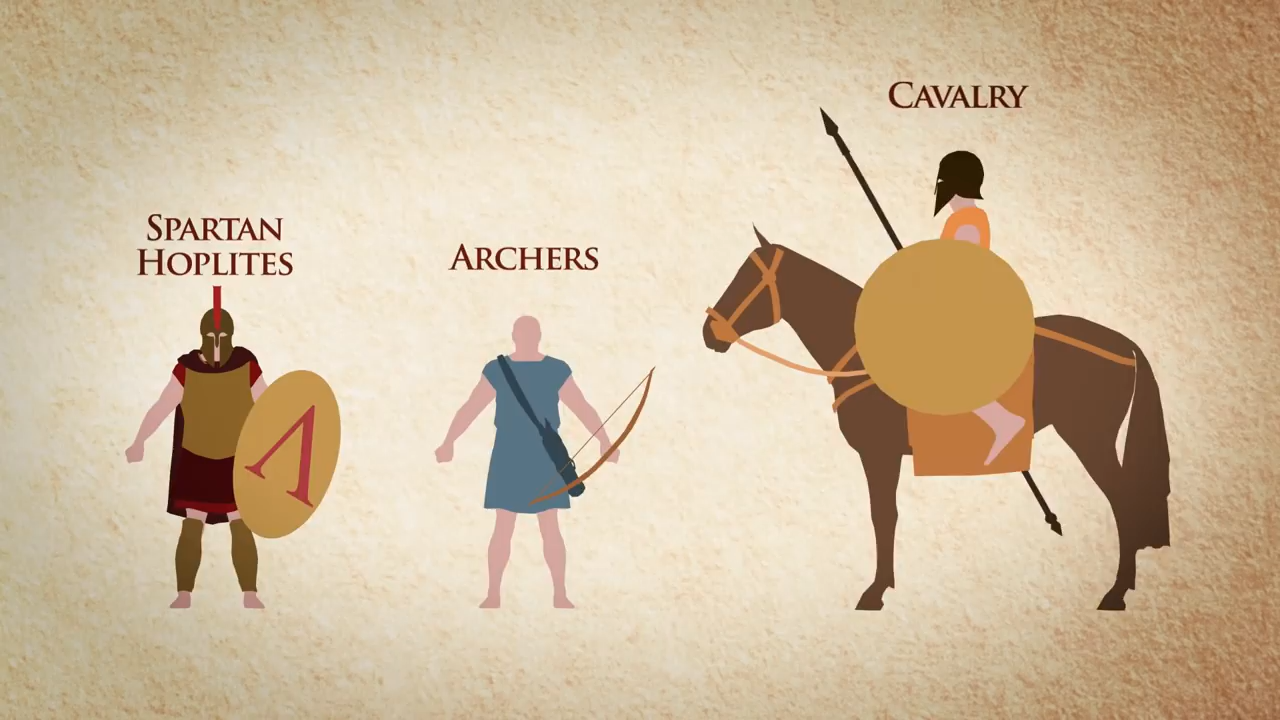 Spartan
Hoplites
Archers
Cavalry
Λ